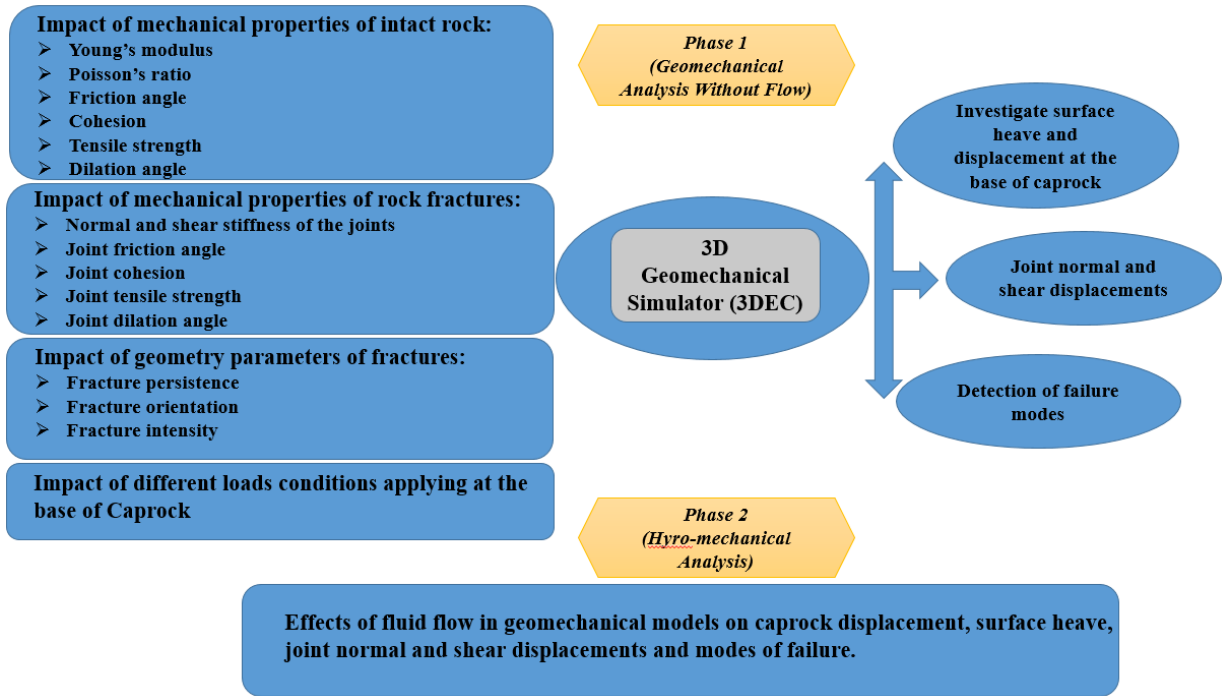 Impact of mechanical properties of intact rock:
➢ Young's modulus
➢ Poisson's ratio
➢ Friction angle
➢ Cohesion
➢ Tensile strength
➢ Dilation angle
Impact of mechanical properties of rock fractures:
➢ Normal and shear stiffness of the joints
➢ Joint friction angle
➢ Joint cohesion
➢ Joint tensile strength
➢ Joint dilation angle
Impact of geometry parameters of fractures:
➢ Fracture persistence
➢ Fracture orientation
➢ Fracture intensity
Impact of different loads conditions applying at the
base of Caprock
Phase 1
(Geomechanical
Analysis Without Flow)
3D
Geomechanical
Simulator (3DEC)
Investigate surface
heave and
displacement at the
base of caprock
Joint normal and
shear displacements
Detection of failure
modes
Phase 2
(Hyro-mechanical
Analysis)
Effects of fluid flow in geomechanical models on caprock displacement, surface heave,
joint normal and shear displacements and modes of failure.